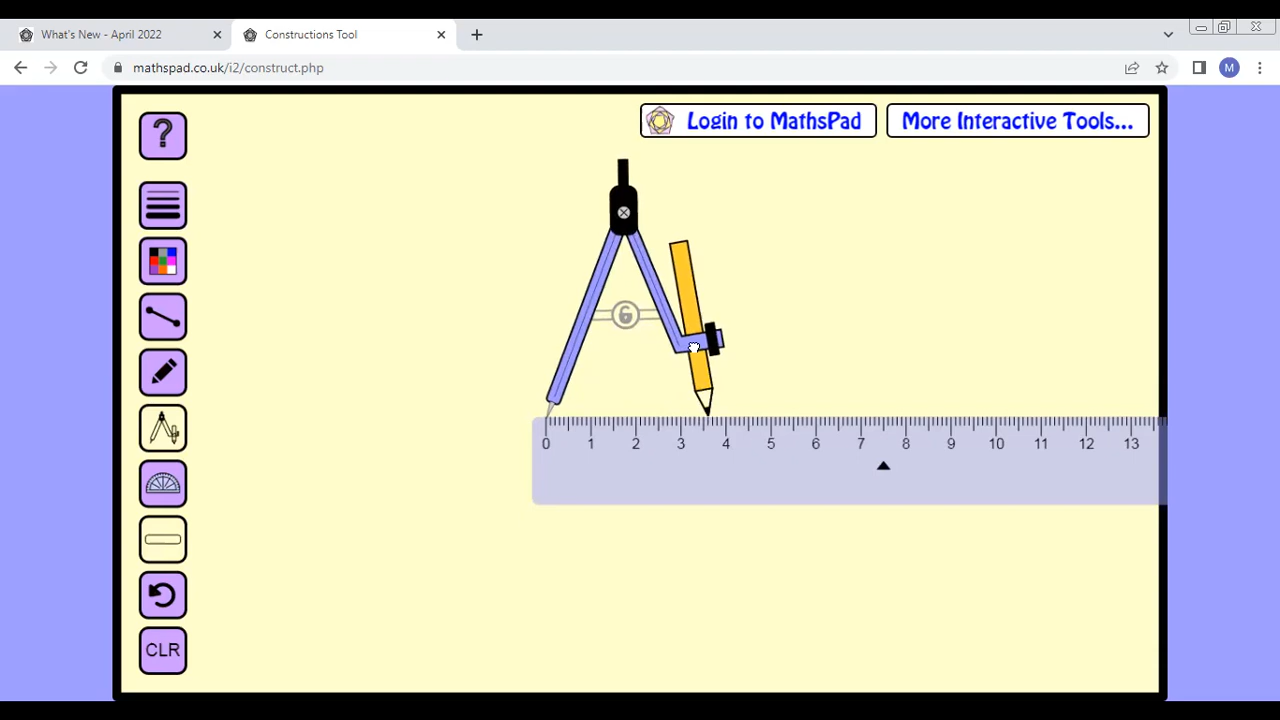 What's New - April 2022
Constructions Tool
mathspad.co.uk/i2/construct.php
M
?
Login to MathsPad
More Interactive Tools...
0 1 2 3 4 5 6 7 8 9 10 11 12 13
CLR